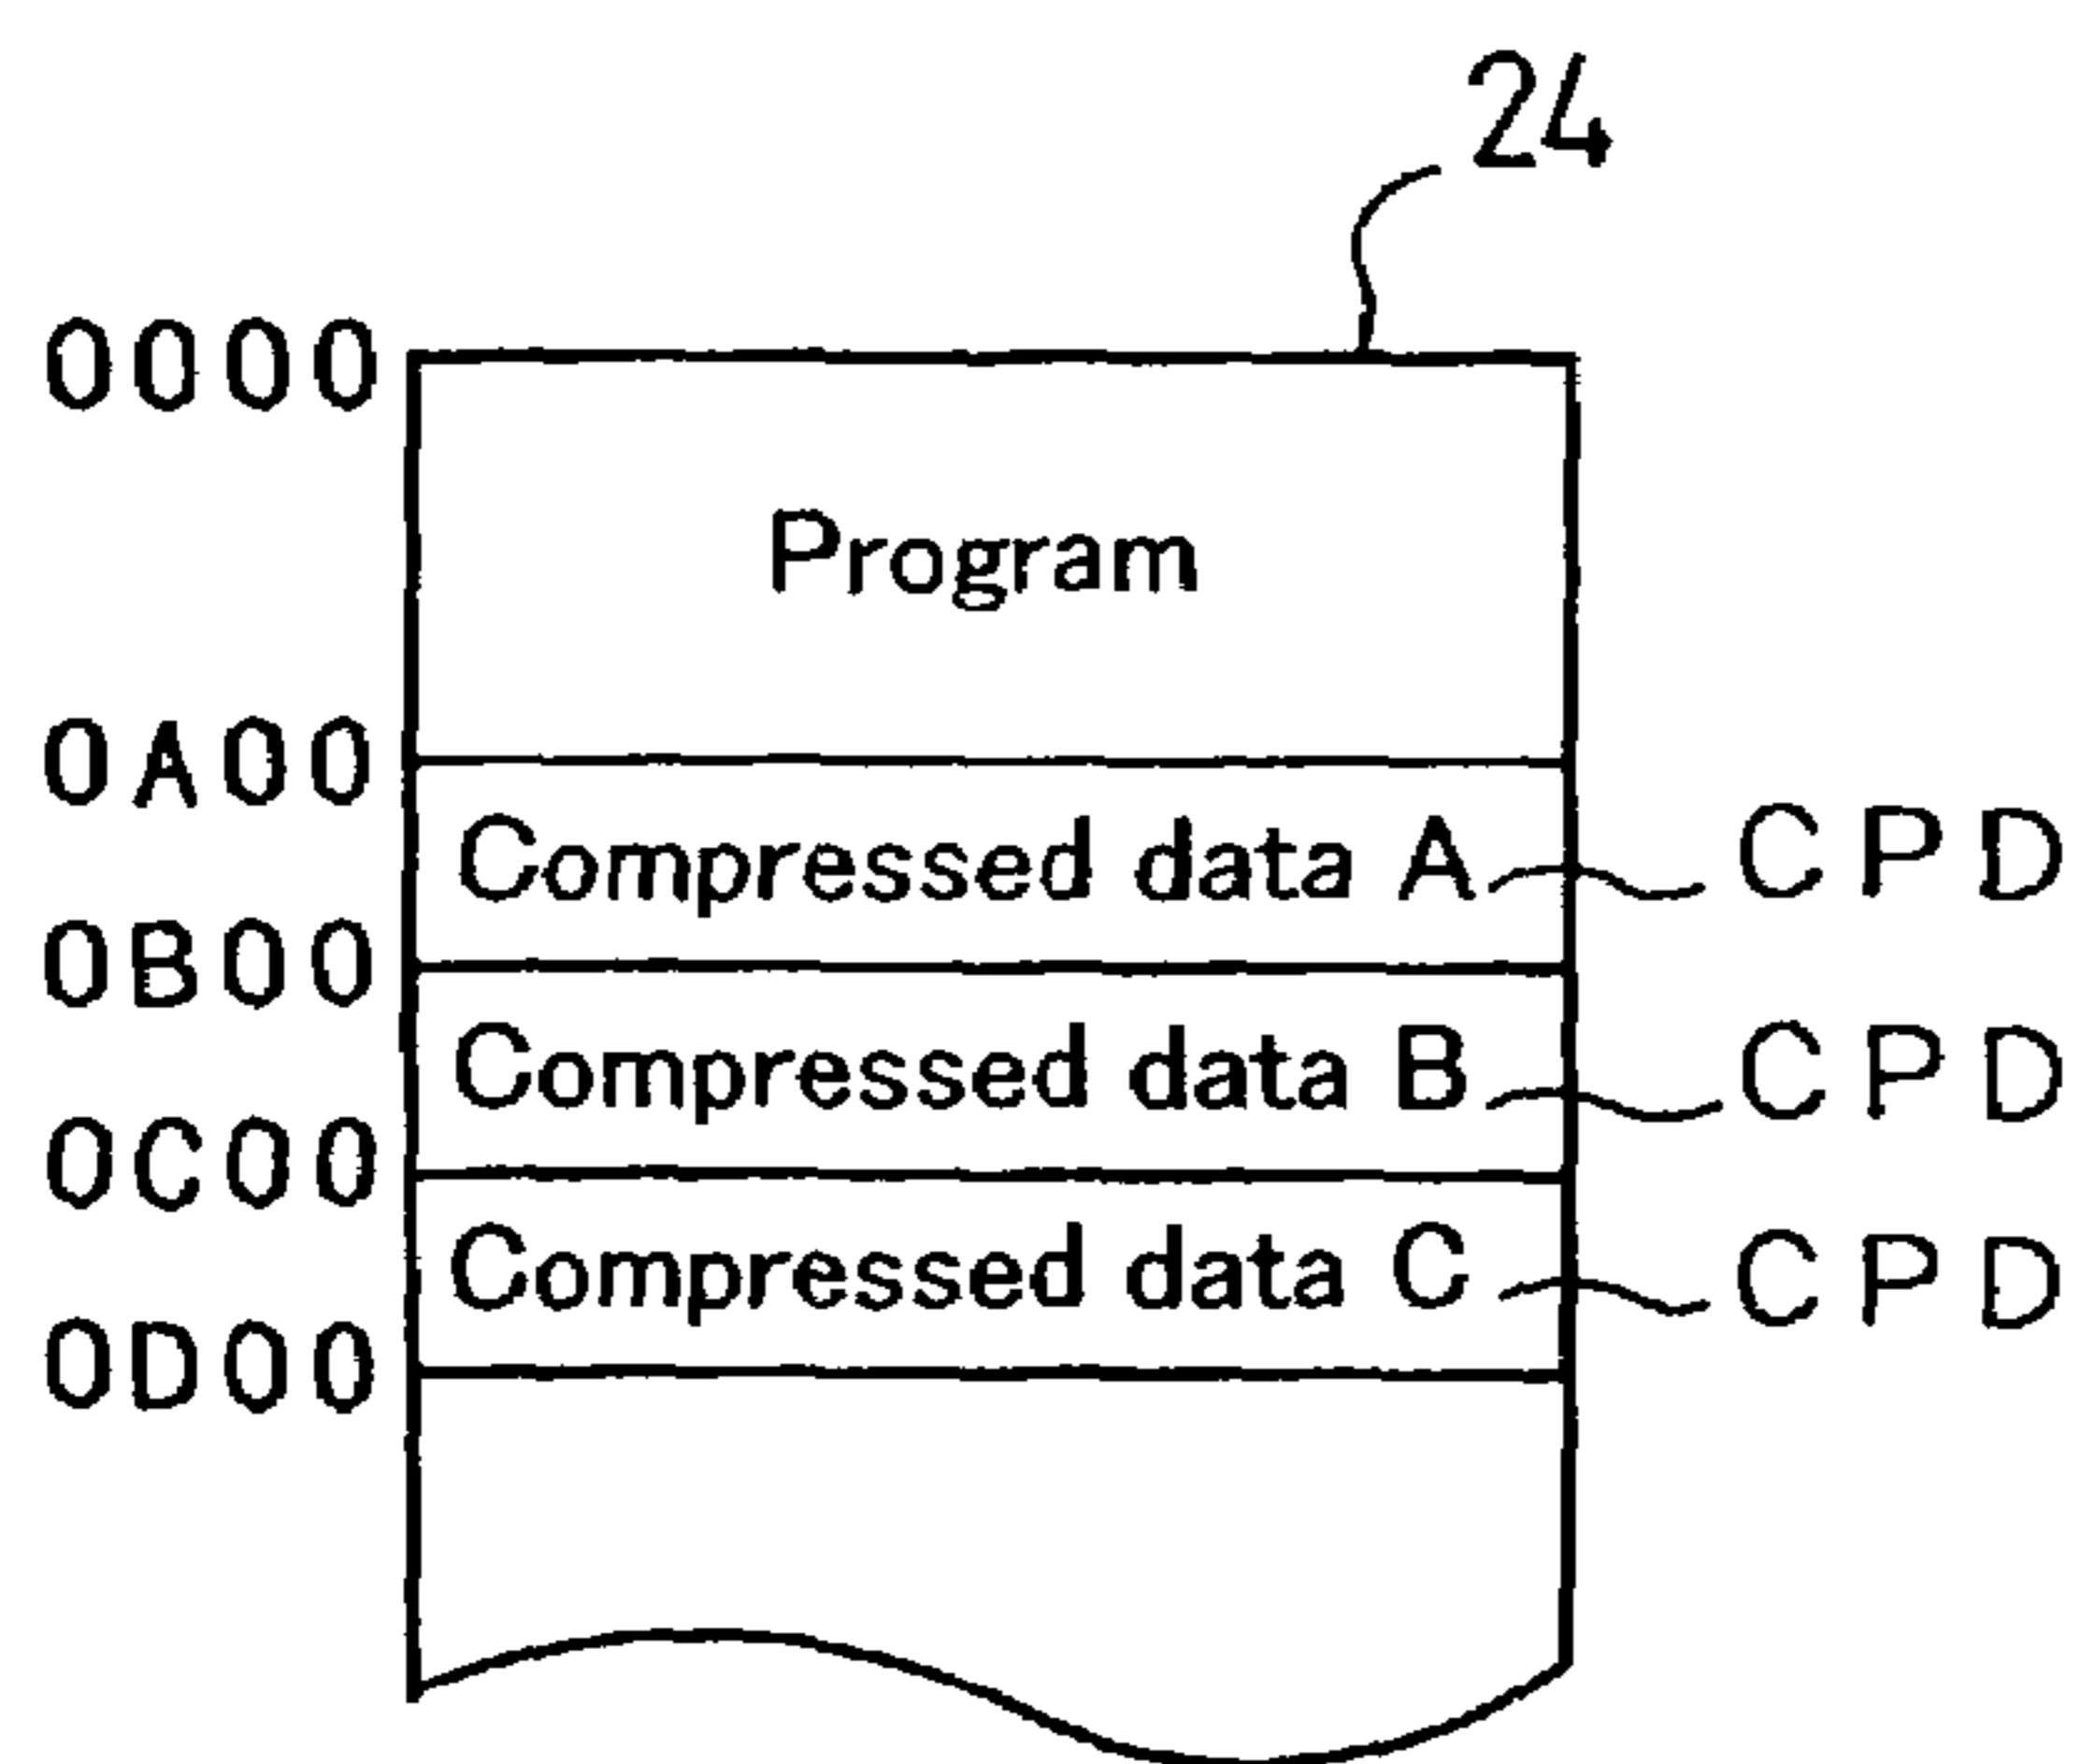 24
0000
Program
0A00
Compressed data A CPD
0B00
Compressed data B CPD
0C00
Compressed data C CPD
0D00